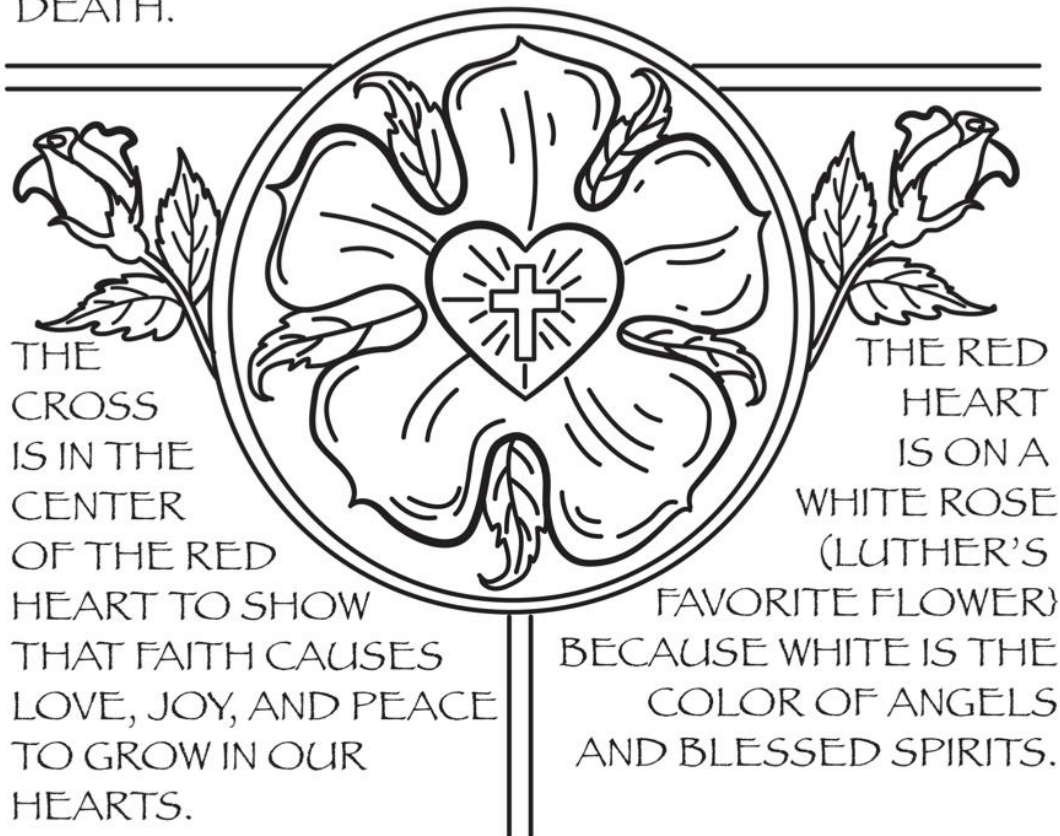 DEATH.
THE
CROSS
IS IN THE
CENTER
OF THE RED
HEART TO SHOW
THAT FAITH CAUSES
LOVE, JOY, AND PEACE
TO GROW IN OUR
HEARTS.
THE RED
HEART
IS ON A
WHITE ROSE
(LUTHER'S
FAVORITE FLOWER}
BECAUSE WHITE IS THE
COLOR OF ANGELS
AND BLESSED SPIRITS.